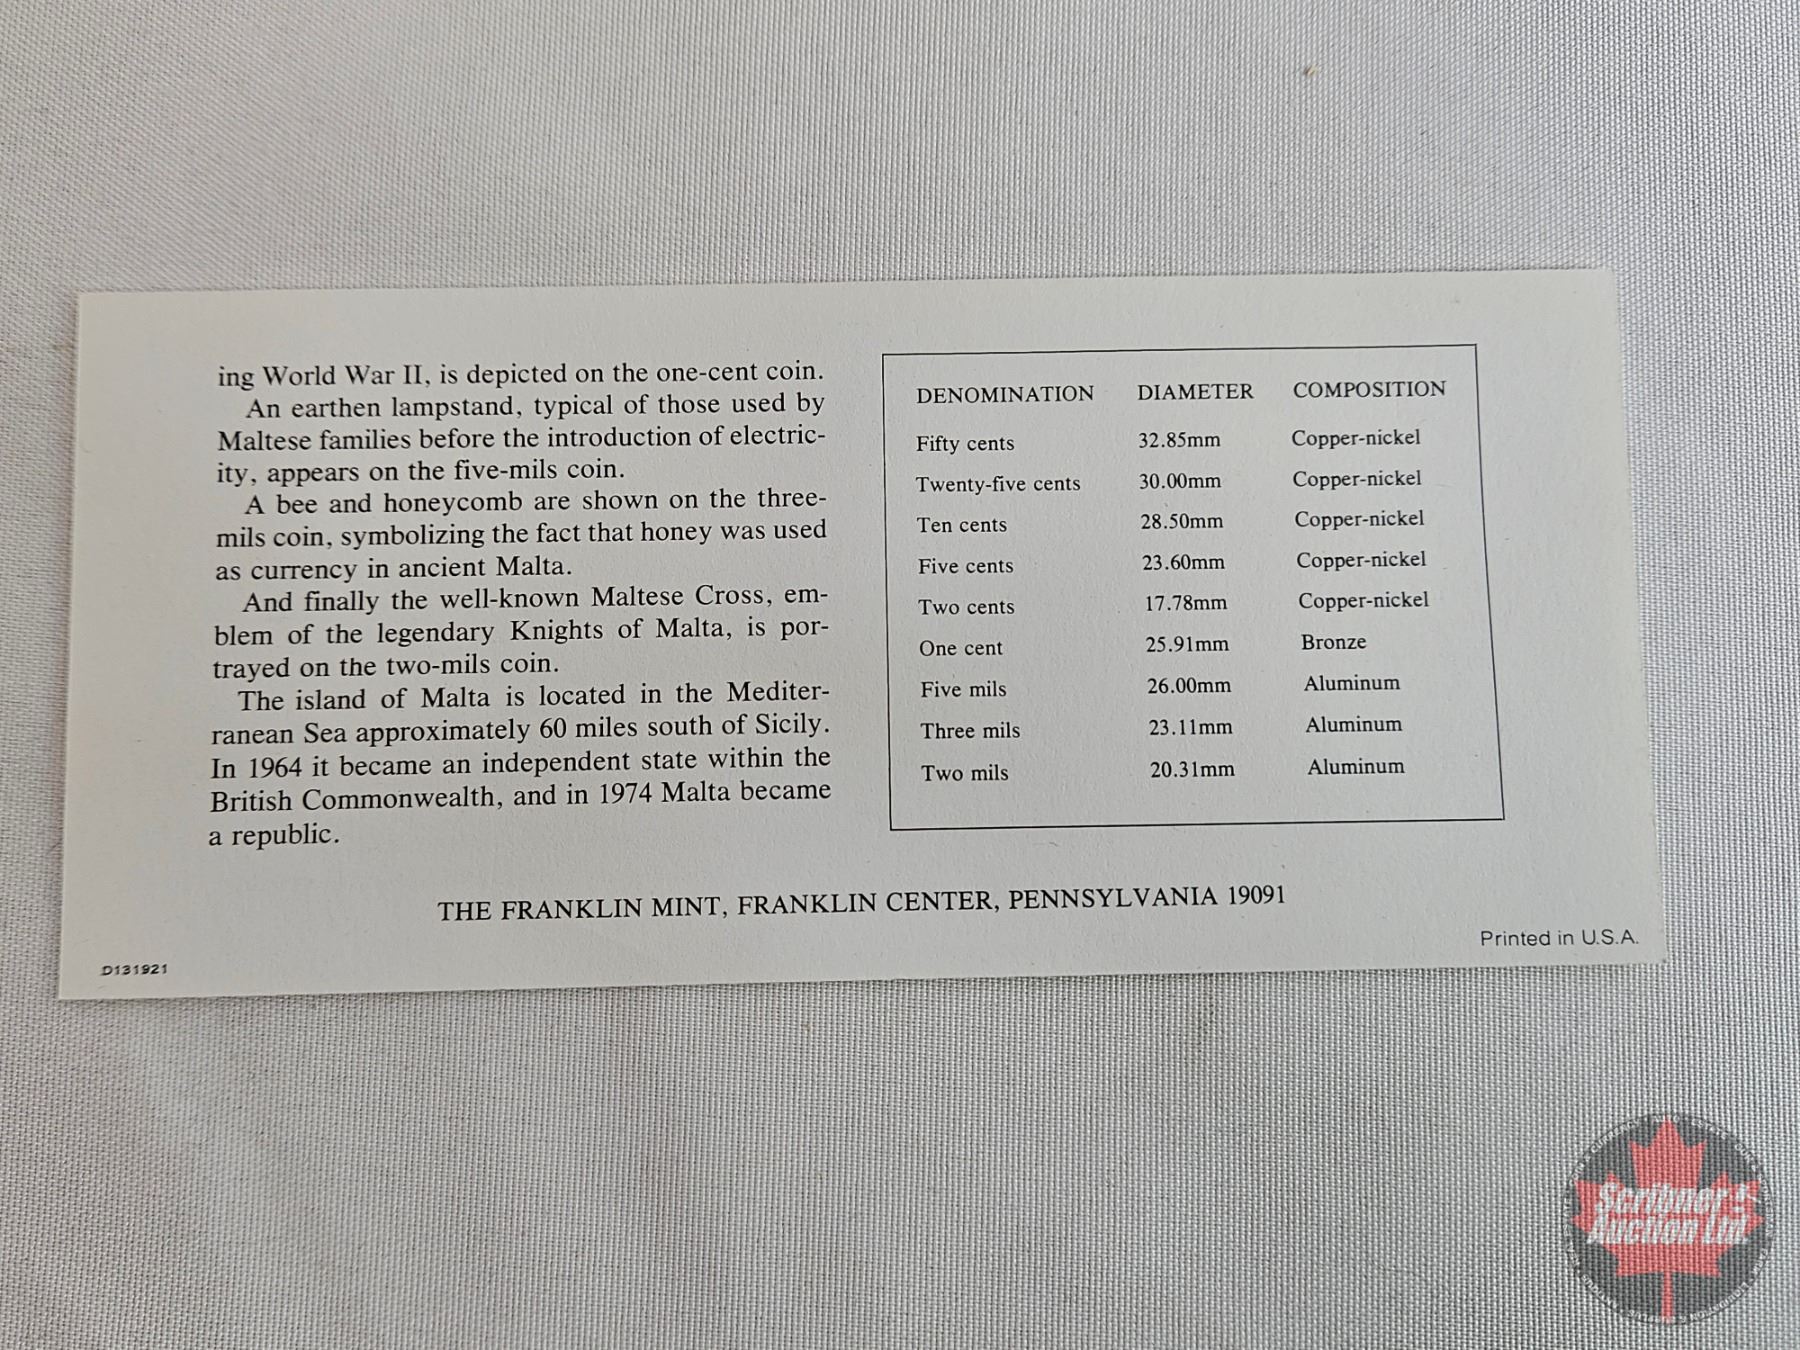 ing World War II, is depicted on the one-cent coin.
An earthen lampstand, typical of those used by
Maltese families before the introduction of electric-
ity, appears on the five-mils coin.
A bee and honeycomb are shown on the three-
mils coin, symbolizing the fact that honey was used
as currency in ancient Malta.
And finally the well-known Maltese Cross, em-
blem of the legendary Knights of Malta, is por-
trayed on the two-mils coin.
The island of Malta is located in the Mediter-
ranean Sea approximately 60 miles south of Sicily.
In 1964 it became an independent state within the
British Commonwealth, and in 1974 Malta became
a republic.
DENOMINATION DIAMETER COMPOSITION
Fifty cents 32.85mm Copper-nickel
Twenty-five cents 30.00mm Copper-nickel
Ten cents 28.50mm Copper-nickel
Five cents 23.60mm Copper-nickel
Two cents 17.78mm Copper-nickel
One cent 25.91mm Bronze
Five mils 26.00mm Aluminum
Three mils 23.11mm Aluminum
Two mils 20.31mm Aluminum
THE FRANKLIN MINT, FRANKLIN CENTER, PENNSYLVANIA 19091
Printed in U.S.A.
D131921
Scribner
Auction Ltd.